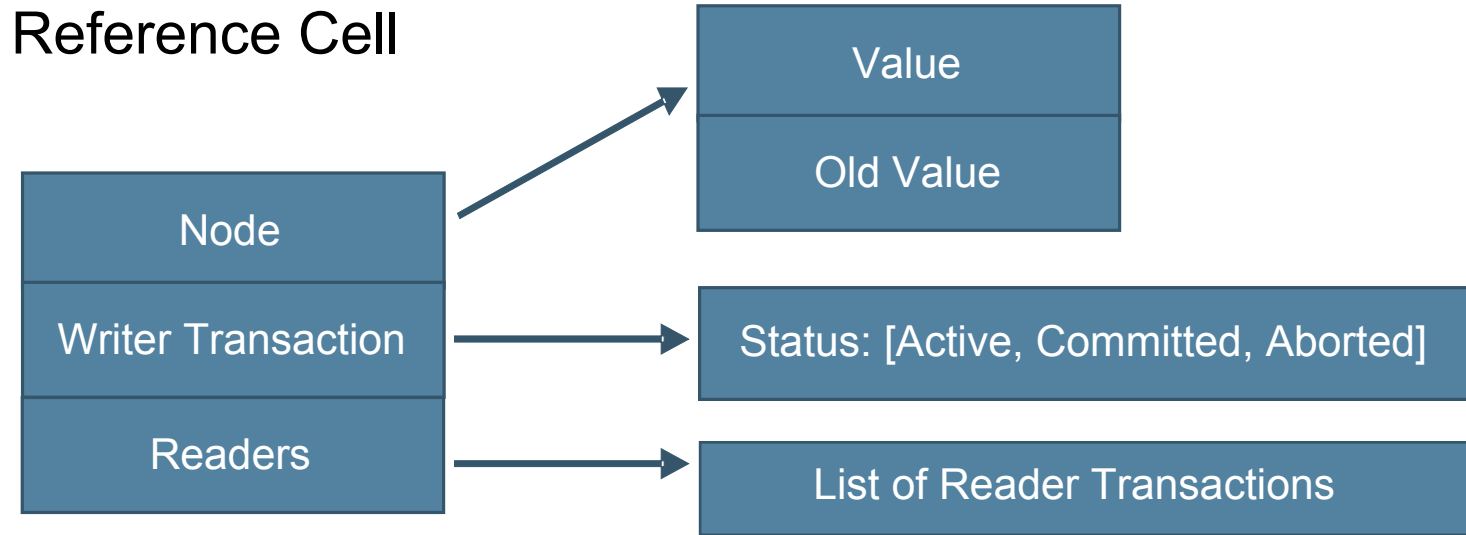 Reference Cell
Node
Writer Transaction
Readers
Value
Old Value
Status: [Active, Committed, Aborted]
List of Reader Transactions